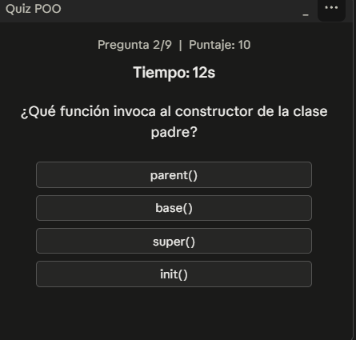 Quiz POO
Pregunta 2/9 | Puntaje: 10
Tiempo: 12s
¿Qué función invoca al constructor de la clase
padre?
parent()
base()
super()
init()